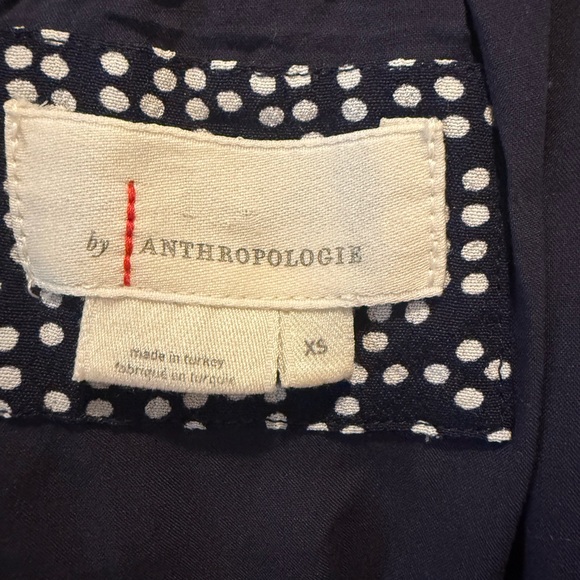 by ANTHROPOLOGIE
made in turkey
fabriqué en turquie
XS